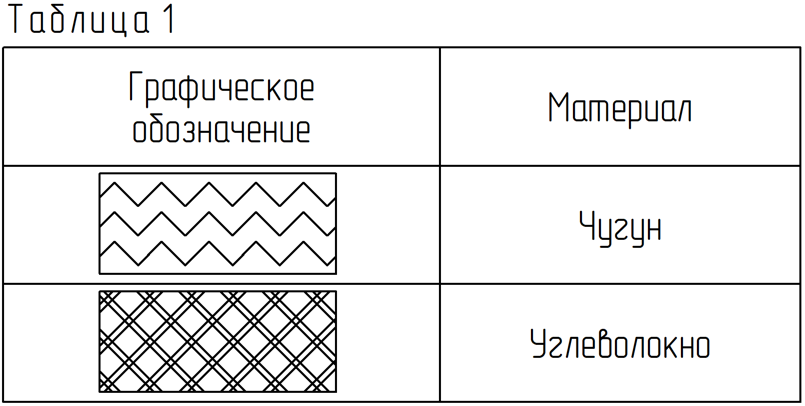 Таблица 1
Графическое
обозначение
Материал
Чугун
Углеволокно